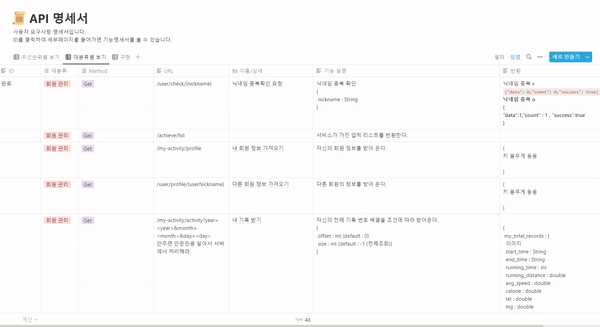 API 명세서
사용자 요구사항 명세서입니다.
ID를 클릭하여 세부페이지를 들어가면 기능명세서를 볼 수 있습니다.
우선순위별 보기 대분류별 보기 구현 +
필터 정렬 새로 만들기
ID 대분류 Method URL 이름/상세 기능 설명 반환
완료 회원 관리 Get /user/check/{nickname} 닉네임 중복확인 요청 닉네임 중복 확인 닉네임 중복 x
{
nickname : String
}
{"data": 0,"count": 0,"success": true}
닉네임 중복 o
{
"data":1,"count" : 1 , "success":true
}
회원 관리 Get /achieve/list 서비스가 가진 업적 리스트를 반환한다.
회원 관리 Get /my-activity/profile 내 회원 정보 가져오기 자신의 회원 정보를 받아 온다.
{
키 몸무게 등등
}
회원 관리 Get /user/profile/{userNickname} 다른 회원 정보 가져오기 다른 회원의 정보를 받아 온다.
{
키 몸무게 등등
}
회원 관리 Get /my-activity/activity?year=
<year>&month=
<month>&day=<day>
안주면 안준만큼 알아서 서버
에서 처리해라.
내 기록 받기
자신의 전체 기록 번호 배열을 조건에 따라 받아온다.
{
offset : int (default : 0)
size : int (default : -1 (전체조회))
}
{
my_total_records : [
이미지
start_time : String
end_time : String
running_time : int
running_distance : double
avg_speed : double
calorie : double
lat : double
lng : double
계산 48